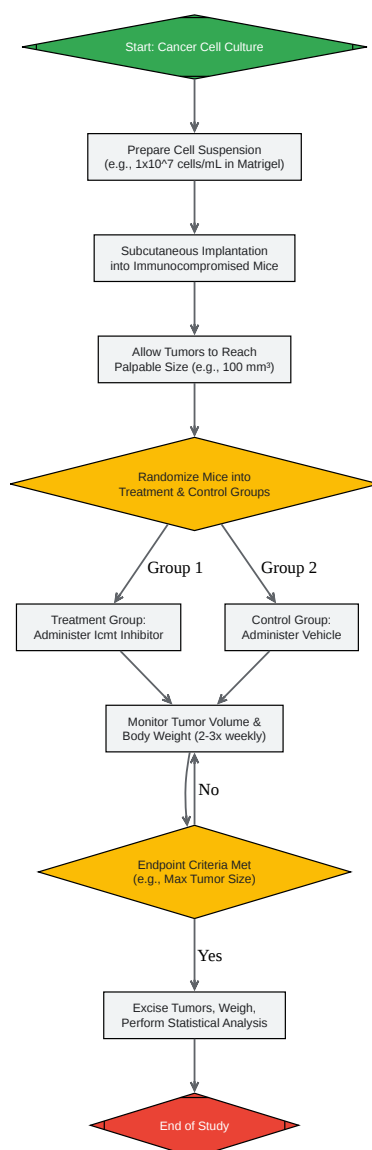 Start: Cancer Cell Culture
Prepare Cell Suspension
(e.g., 1x10^7 cells/mL in Matrigel)
Subcutaneous Implantation
into Immunocompromised Mice
Allow Tumors to Reach
Palpable Size (e.g., 100 mm³)
Randomize Mice into
Treatment & Control Groups
Group 1
Group 2
Treatment Group:
Administer Icmt Inhibitor
Control Group:
Administer Vehicle
Monitor Tumor Volume &
Body Weight (2-3x weekly)
No
Endpoint Criteria Met
(e.g., Max Tumor Size)
Yes
Excise Tumors, Weigh,
Perform Statistical Analysis
End of Study